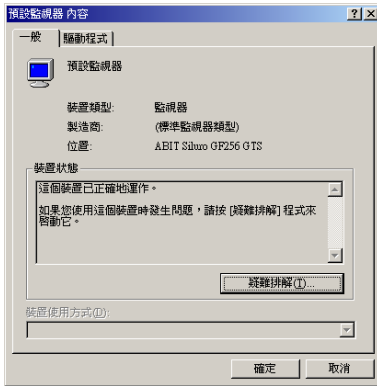 預設監視器 內容
一般
驅動程式
預設監視器
裝置類型: 監視器
製造商: (標準監視器類型)
位置: ABIT Siluro GF256 GTS
裝置狀態
這個裝置已正確地運作。
如果您使用這個裝置時發生問題，請按 [疑難排解] 程式來
啟動它。
疑難排解(I)...
裝置使用方式(D):
確定
取消